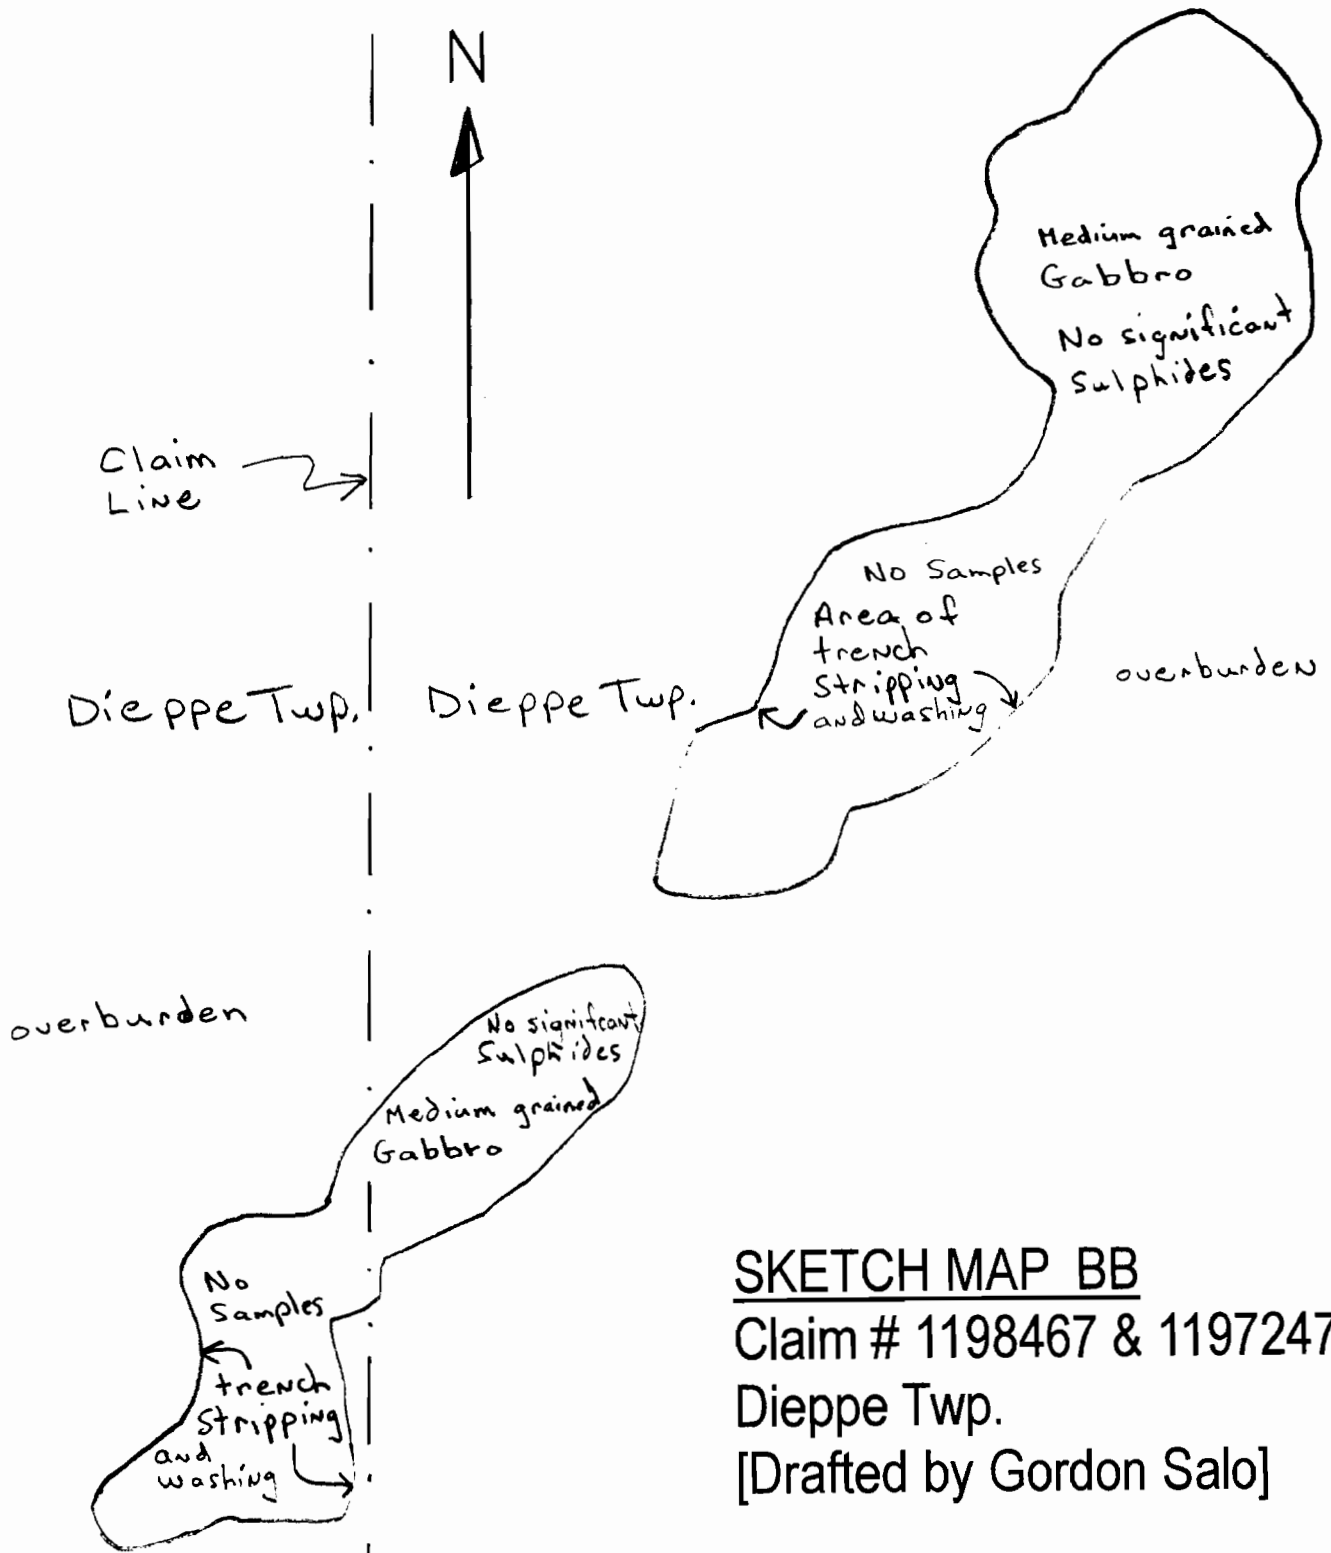 N
Medium grained
Gabbro
No significant
Sulphides
Claim
Line
No Samples
Area of
trench
Stripping
and washing
overburden
Dieppe Twp.
Dieppe Twp.
overburden
No signifcant
Sulphides
Medium grained
Gabbro
No
Samples
trench
Stripping
and
washing
SKETCH MAP BB
Claim # 1198467 & 1197247
Dieppe Twp.
[Drafted by Gordon Salo]